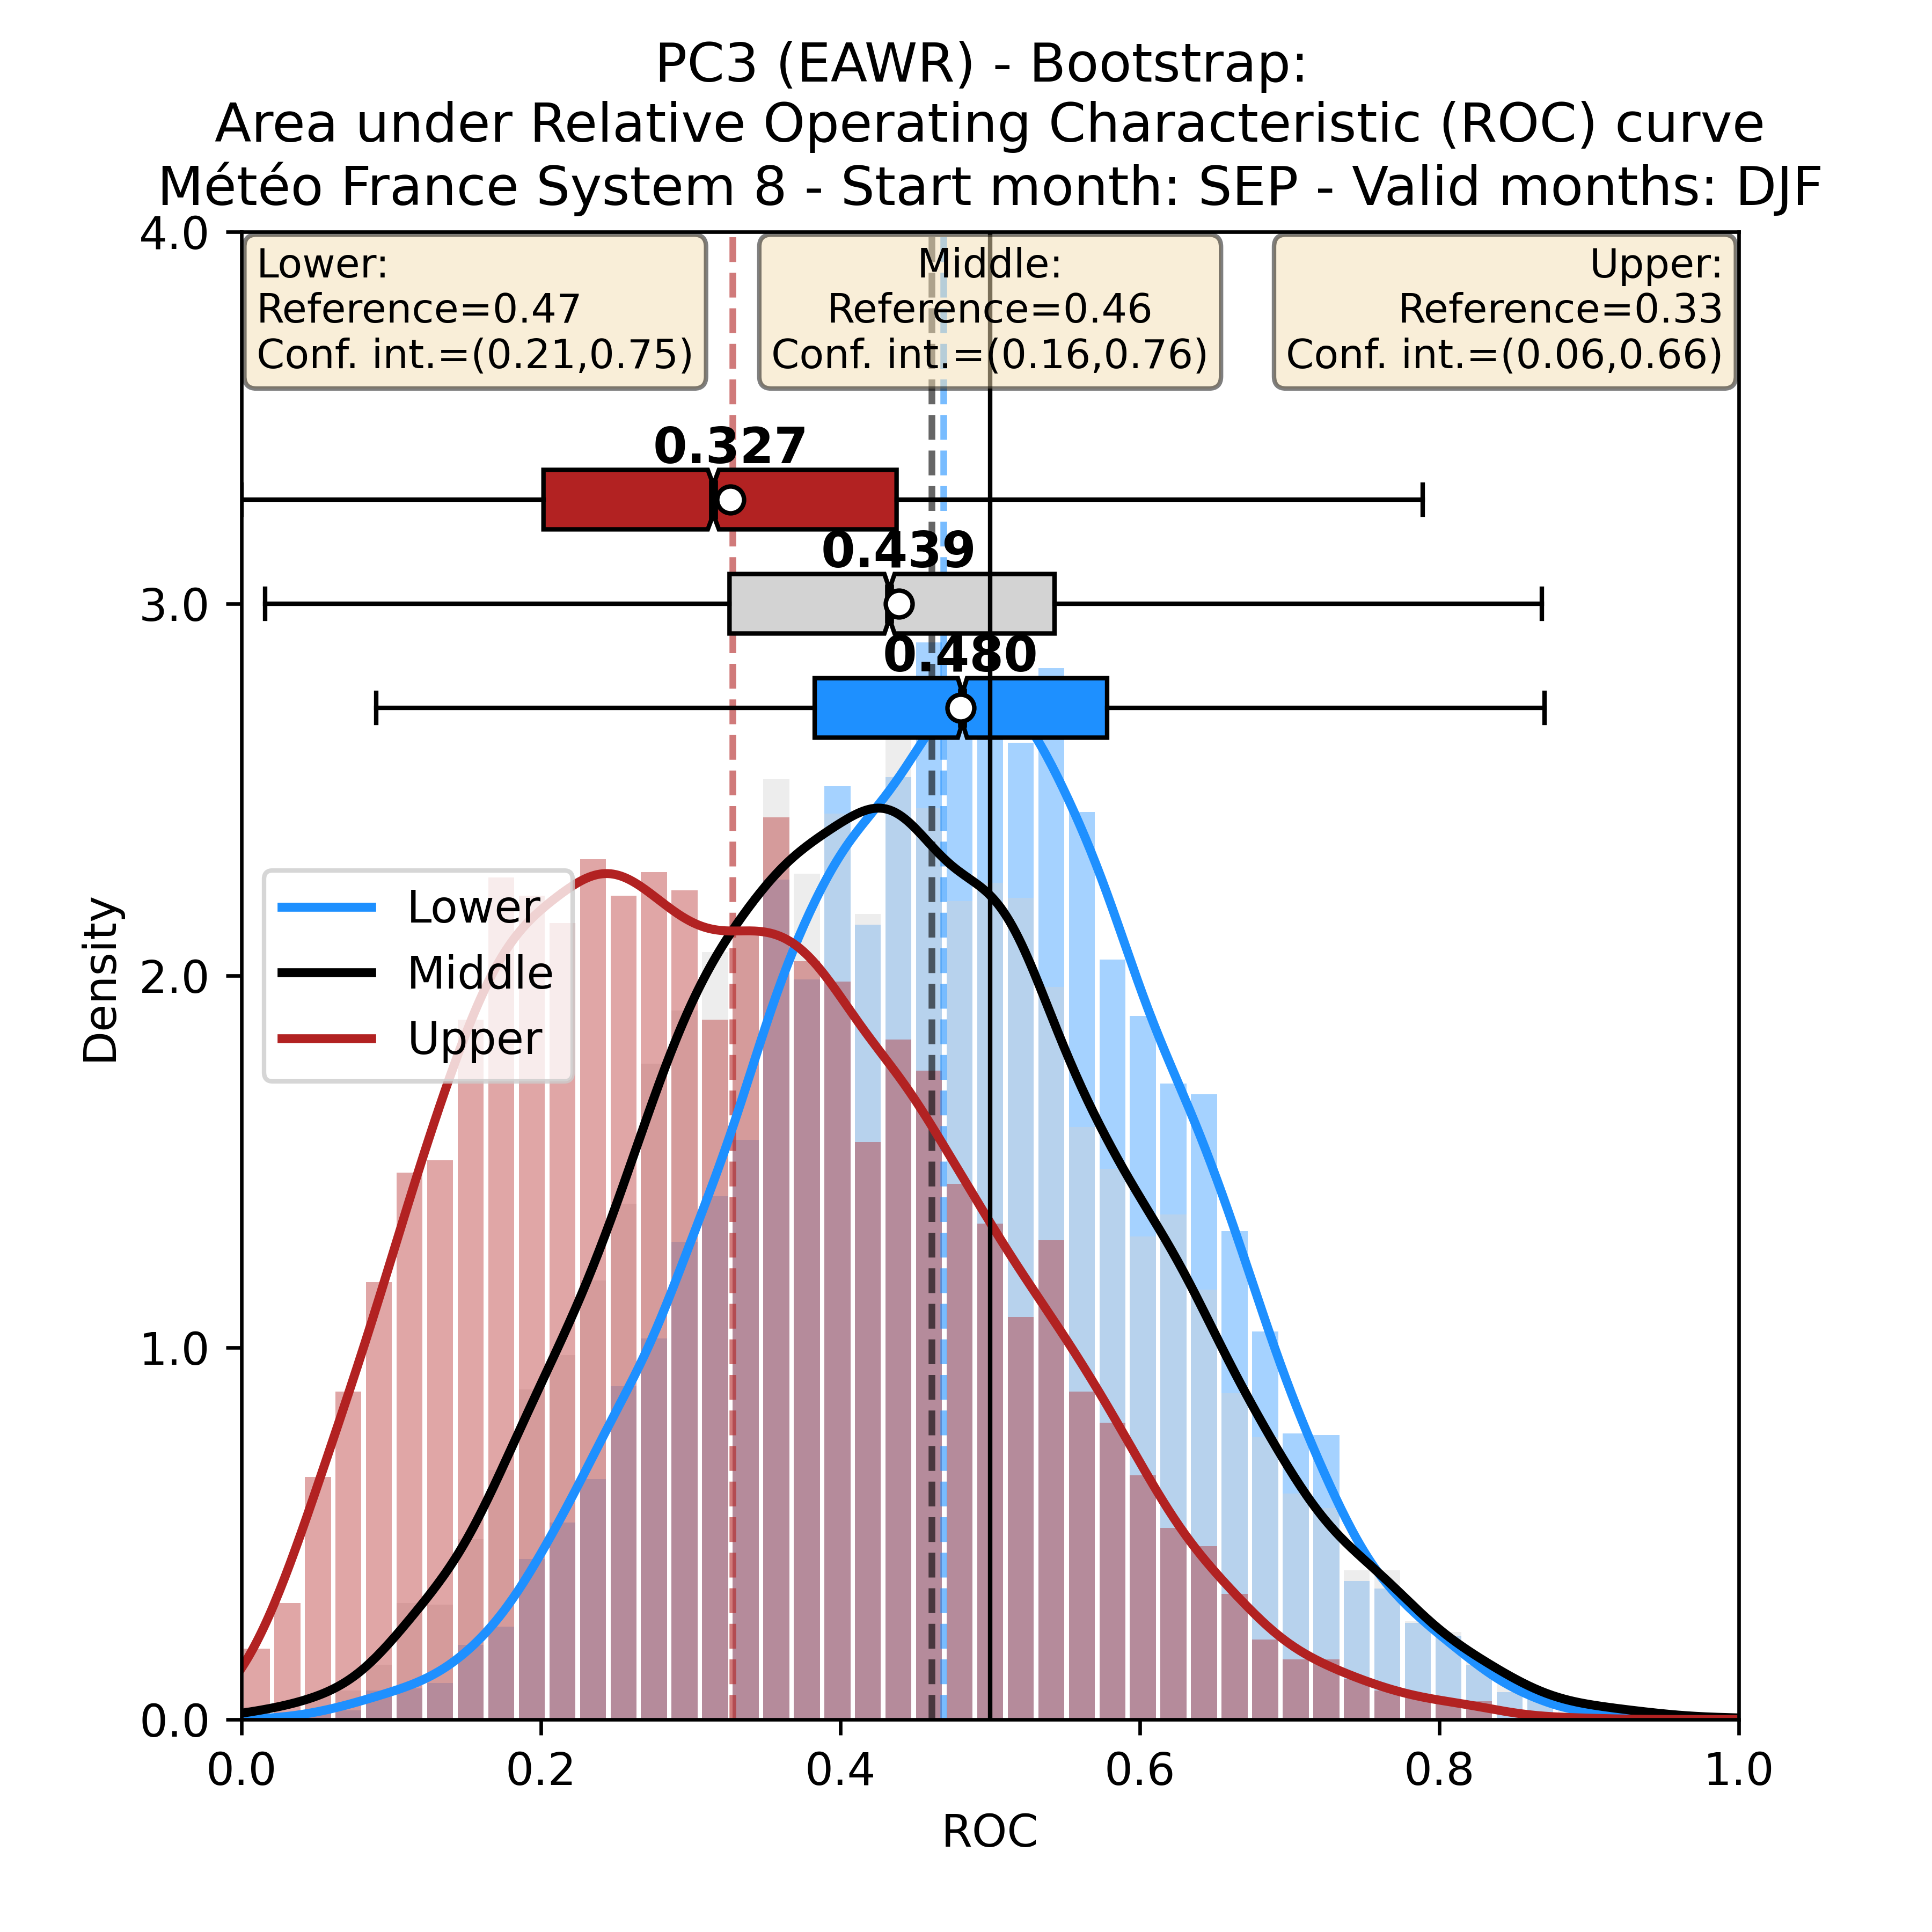 PC3 (EAWR) - Bootstrap:
Area under Relative Operating Characteristic (ROC) curve
Météo France System 8 - Start month: SEP - Valid months: DJF
Lower:
Reference=0.47
Conf. int.=(0.21,0.75)
Middle:
Reference=0.46
Conf. int.=(0.16,0.76)
Upper:
Reference=0.33
Conf. int.=(0.06,0.66)
0.327
0.439
0.480
Lower
Middle
Upper
Density
4.0
3.0
2.0
1.0
0.0
0.0 0.2 0.4 0.6 0.8 1.0
ROC